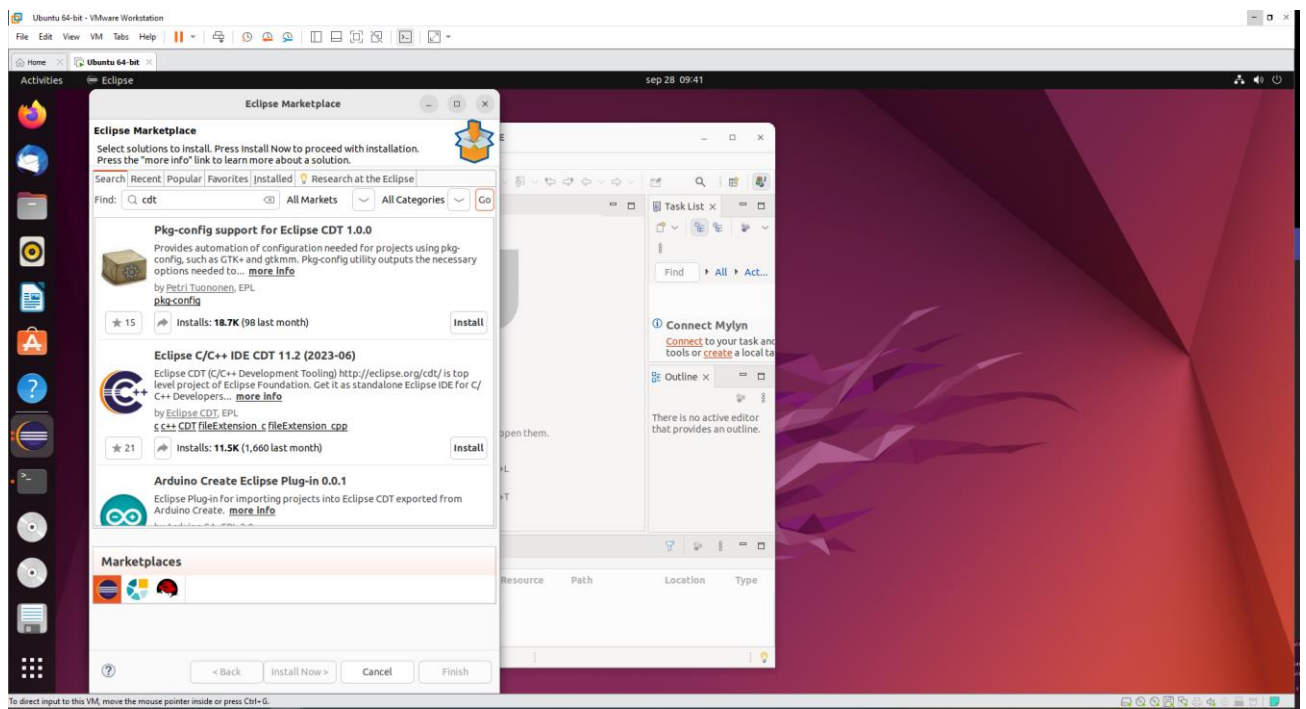 Ubuntu 64-bit - VMware Workstation
File Edit View VM Tabs Help
Home
Ubuntu 64-bit
Activities
Eclipse
sep 28 09:41
Eclipse Marketplace
Eclipse Marketplace
Select solutions to install. Press Install Now to proceed with installation.
Press the "more info" link to learn more about a solution.
Search Recent Popular Favorites Installed Research at the Eclipse
Find: cdt All Markets All Categories Go
Pkg-config support for Eclipse CDT 1.0.0
Provides automation of configuration needed for projects using pkg-
config, such as GTK+ and gtkmm. Pkg-config utility outputs the necessary
options needed to... more info
by Petri Tuononen, EPL
pkg-config
15 Installs: 18.7K (98 last month) Install
Eclipse C/C++ IDE CDT 11.2 (2023-06)
Eclipse CDT (C/C++ Development Tooling) http://eclipse.org/cdt/ is top
level project of Eclipse Foundation. Get it as standalone Eclipse IDE for C/
C++ Developers... more info
by Eclipse CDT, EPL
c c++ CDT fileExtension_c fileExtension_cpp
21 Installs: 11.5K (1,660 last month) Install
Arduino Create Eclipse Plug-in 0.0.1
Eclipse Plug-in for importing projects into Eclipse CDT exported from
Arduino Create. more info
Marketplaces
< Back Install Now > Cancel Finish
E
Task List
Find All Act...
Connect Mylyn
Connect to your task and
tools or create a local ta
Outline
There is no active editor
that provides an outline.
open them.
+L
+T
Resource Path Location Type
To direct input to this VM, move the mouse pointer inside or press Ctrl+G.